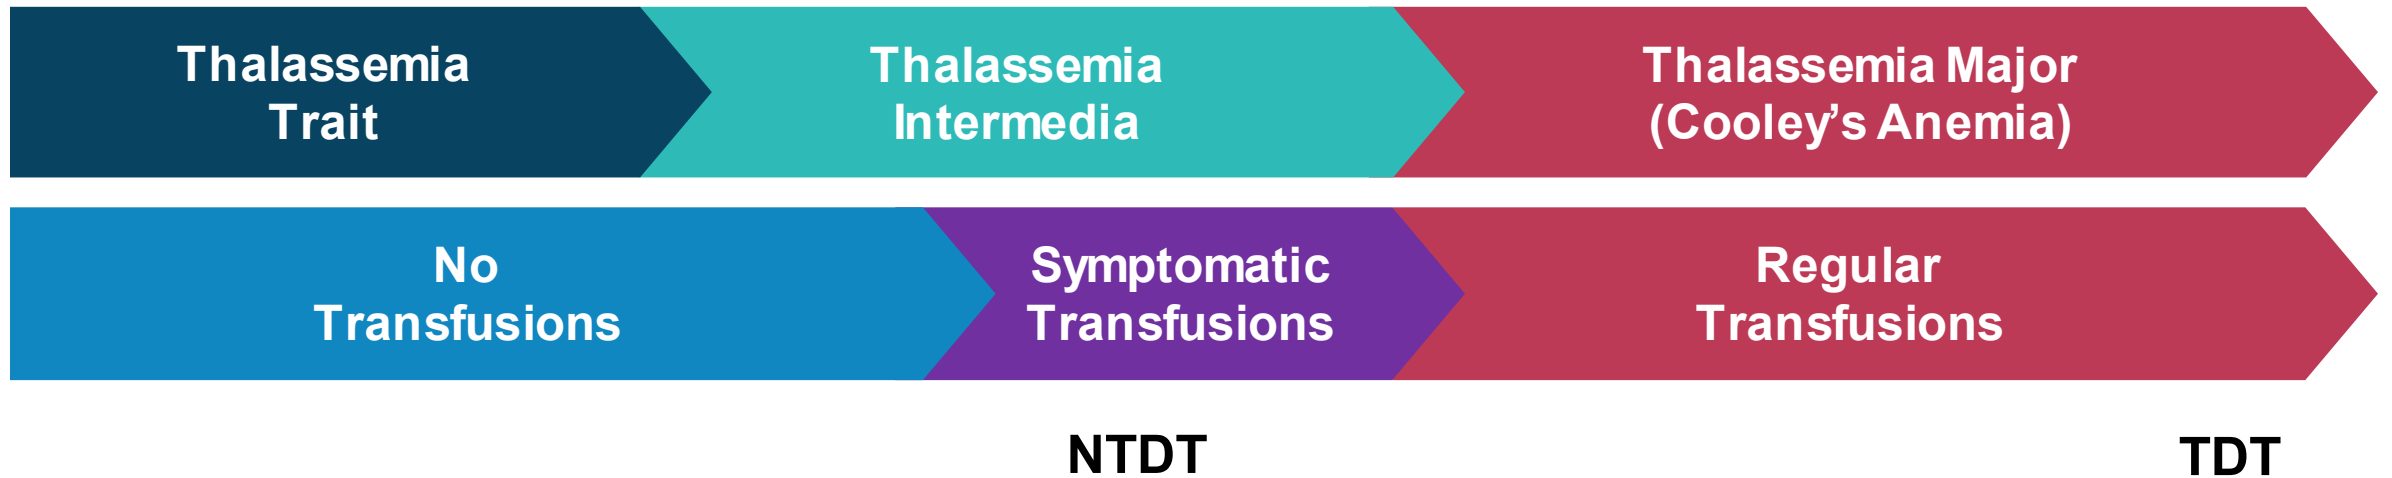 Thalassemia
Trait
Thalassemia
Intermedia
Thalassemia Major
(Cooley’s Anemia)
No
Transfusions
Symptomatic
Transfusions
Regular
Transfusions
NTDT
TDT